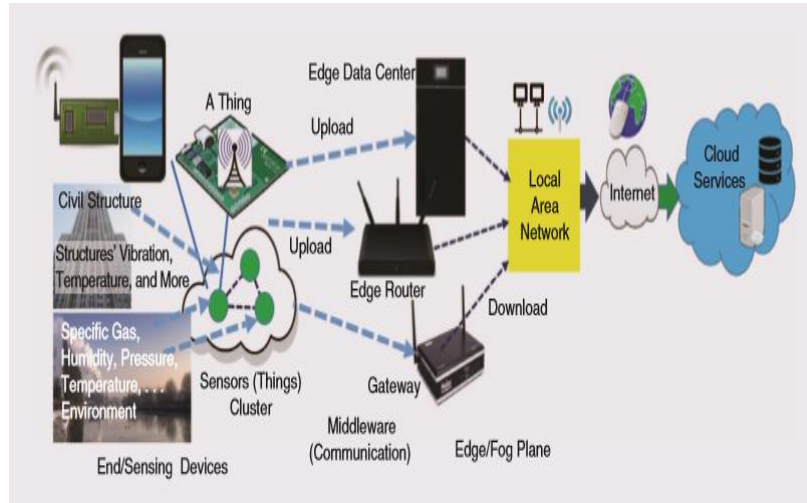 Edge Data Center
A Thing
Upload
Civil Structure
Structures' Vibration,
Temperature, and More
Upload
Edge Router
Local
Area
Network
Internet
Cloud
Services
Download
Specific Gas,
Humidity, Pressure,
Temperature, . . .
Environment
Sensors (Things)
Cluster
Gateway
Middleware
(Communication)
Edge/Fog Plane
End/Sensing Devices